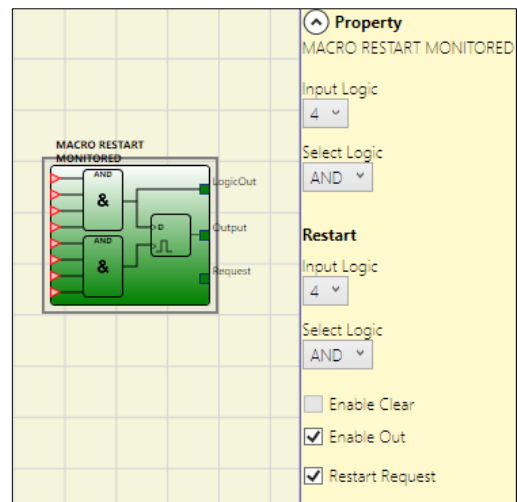 MACRO RESTART
MONITORED
AND
&
AND
&
D
LogicOut
Output
Request
Property
MACRO RESTART MONITORED
Input Logic
4
Select Logic
AND
Restart
Input Logic
4
Select Logic
AND
Enable Clear
Enable Out
Restart Request